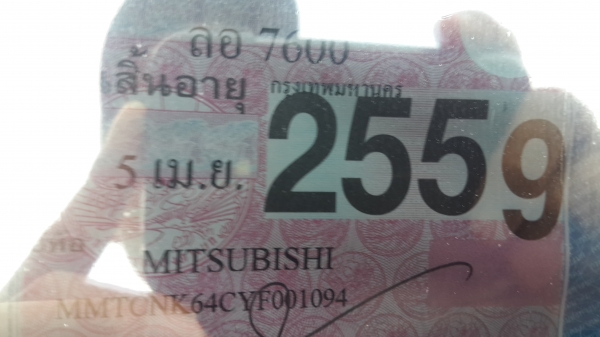 ลอ 7600
สิ้นอายุ กรุงเทพมหานคร
5 เม.ย. 2559
MITSUBISHI
MMTCNK64CYF001094